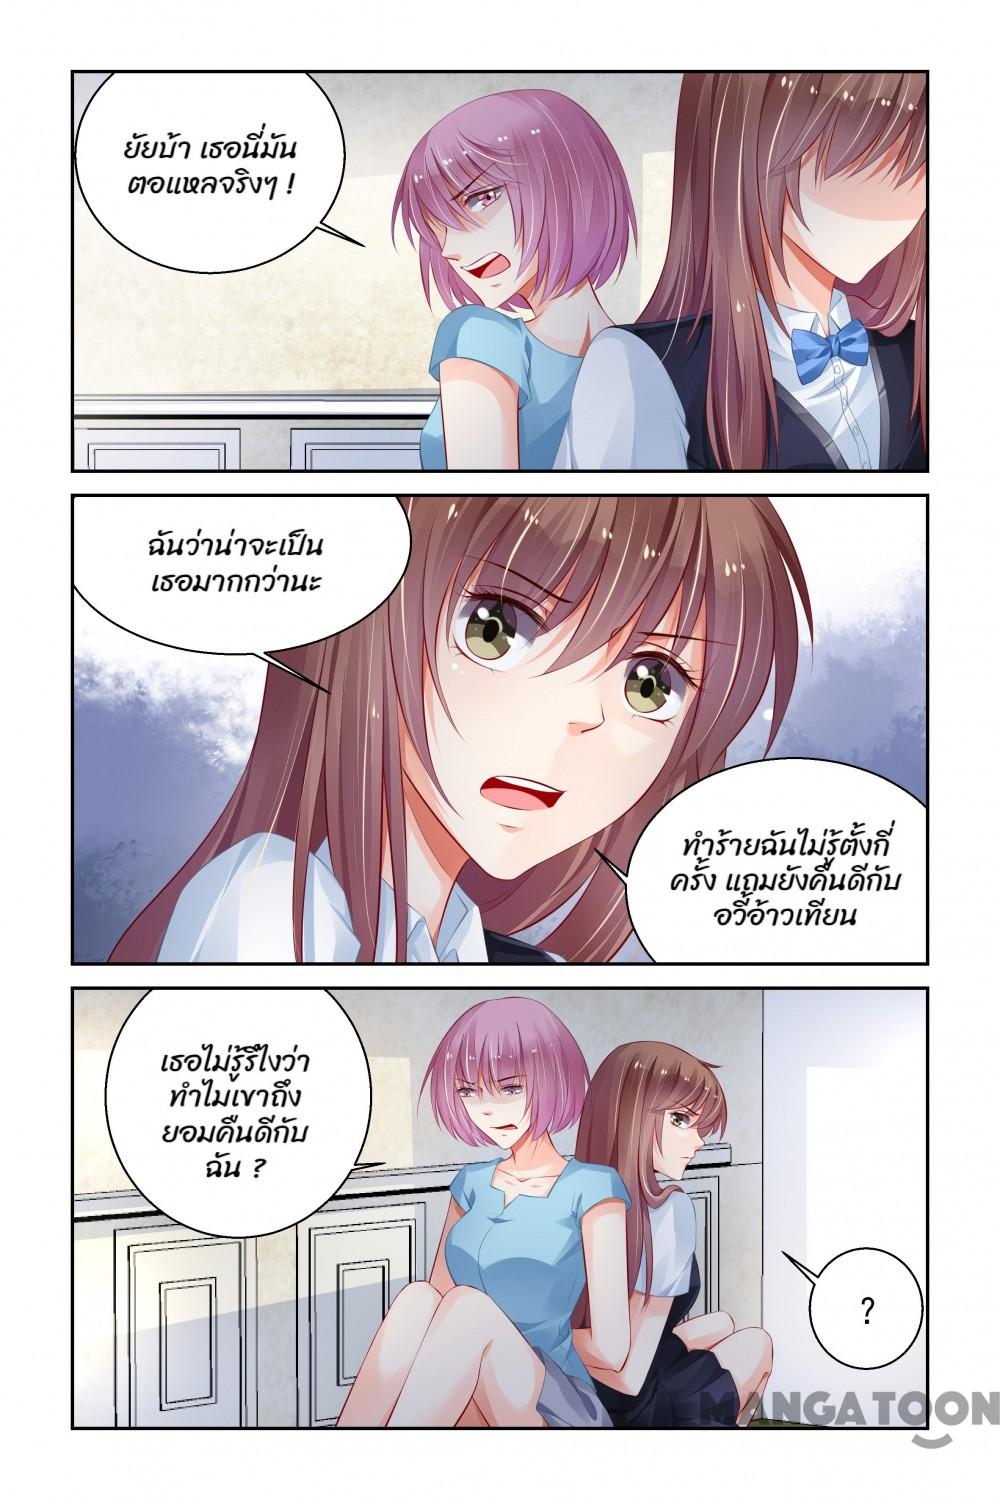 ยัยบ้า เธอนี่มัน
ตอแหลจริงๆ !
ฉันว่าน่าจะเป็น
เธอมากกว่านะ
ทำร้ายฉันไม่รู้ตั้งกี่
ครั้ง แถมยังคืนดีกับ
อวี้อ้าวเทียน
เธอไม่รู้รึไงว่า
ทำไมเขาถึง
ยอมคืนดีกับ
ฉัน ?
?
MANGATOON